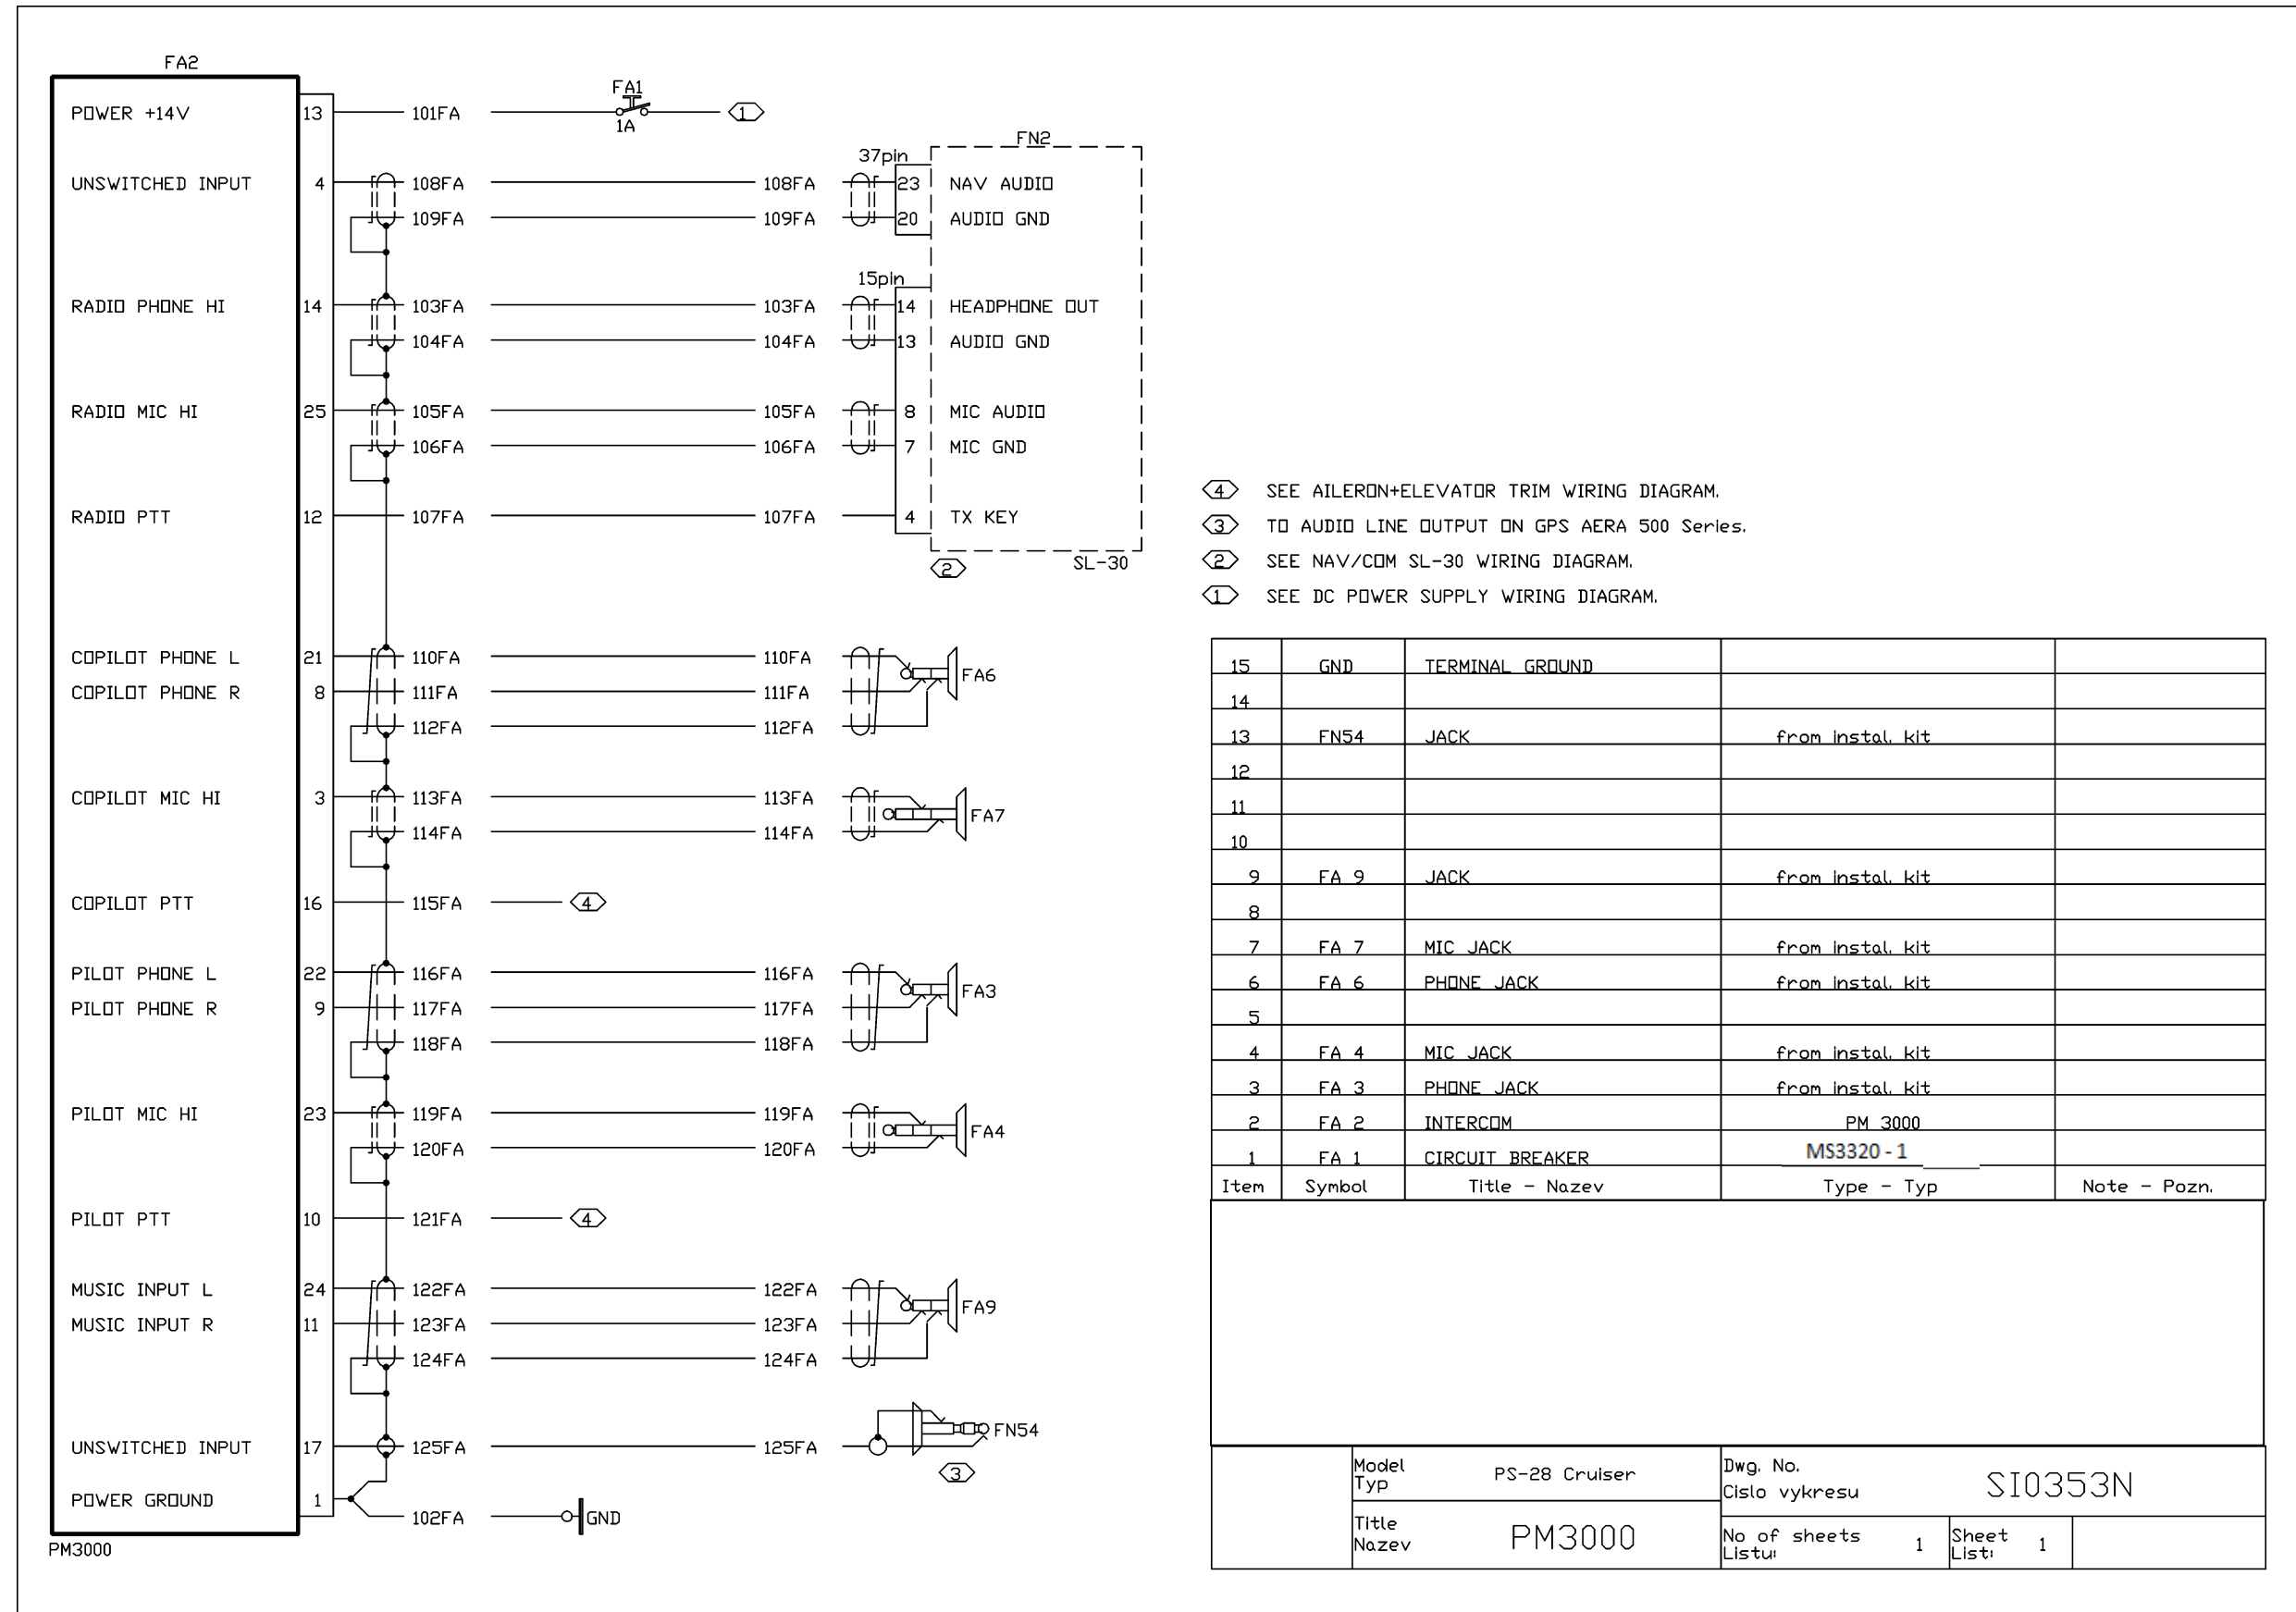 FA2
POWER +14V 13 101FA FA1 1A 1
FN2
37pin
UNSWITCHED INPUT 4 108FA 108FA 23 NAV AUDIO
109FA 109FA 20 AUDIO GND
15pin
RADIO PHONE HI 14 103FA 103FA 14 HEADPHONE OUT
104FA 104FA 13 AUDIO GND
RADIO MIC HI 25 105FA 105FA 8 MIC AUDIO
106FA 106FA 7 MIC GND
RADIO PTT 12 107FA 107FA 4 TX KEY
2 SL-30
COPILOT PHONE L 21 110FA 110FA FA6
COPILOT PHONE R 8 111FA 111FA
112FA 112FA
COPILOT MIC HI 3 113FA 113FA FA7
114FA 114FA
COPILOT PTT 16 115FA 4
PILOT PHONE L 22 116FA 116FA FA3
PILOT PHONE R 9 117FA 117FA
118FA 118FA
PILOT MIC HI 23 119FA 119FA FA4
120FA 120FA
PILOT PTT 10 121FA 4
MUSIC INPUT L 24 122FA 122FA FA9
MUSIC INPUT R 11 123FA 123FA
124FA 124FA
UNSWITCHED INPUT 17 125FA 125FA FN54
3
POWER GROUND 1 102FA GND
PM3000
4 SEE AILERON+ELEVATOR TRIM WIRING DIAGRAM.
3 TO AUDIO LINE OUTPUT ON GPS AERA 500 Series.
2 SEE NAV/COM SL-30 WIRING DIAGRAM.
1 SEE DC POWER SUPPLY WIRING DIAGRAM.
15 GND TERMINAL GROUND
14
13 FN54 JACK from instal. kit
12
11
10
9 FA 9 JACK from instal. kit
8
7 FA 7 MIC JACK from instal. kit
6 FA 6 PHONE JACK from instal. kit
5
4 FA 4 MIC JACK from instal. kit
3 FA 3 PHONE JACK from instal. kit
2 FA 2 INTERCOM PM 3000
1 FA 1 CIRCUIT BREAKER MS3320 - 1
Item Symbol Title - Nazev Type - Typ Note - Pozn.
Model
Typ
PS-28 Cruiser
Dwg. No.
Cislo vykresu
SI0353N
Title
Nazev
PM3000
No of sheets
Listu:
1
Sheet
List:
1